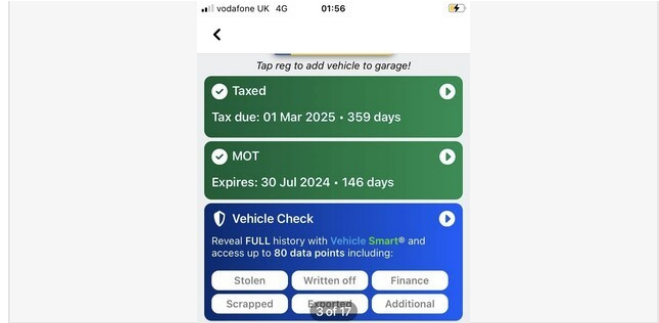 vodafone UK 4G 01:56
Tap reg to add vehicle to garage!
Taxed
Tax due: 01 Mar 2025 • 359 days
MOT
Expires: 30 Jul 2024 • 146 days
Vehicle Check
Reveal FULL history with Vehicle Smart® and
access up to 80 data points including:
Stolen Written off Finance
Scrapped Exported Additional
3 of 17